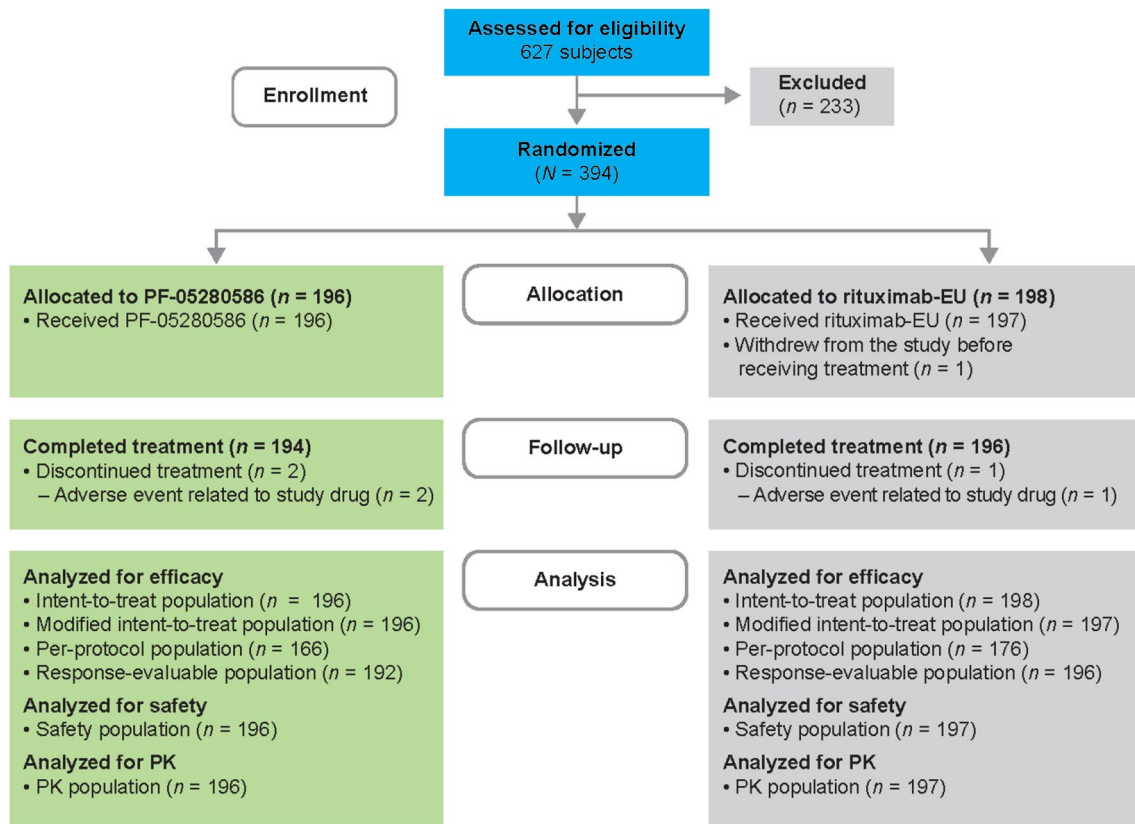 Assessed for eligibility
627 subjects
Enrollment
Excluded
(n = 233)
Randomized
(N = 394)
Allocation
Allocated to PF-05280586 (n = 196)
• Received PF-05280586 (n = 196)
Allocated to rituximab-EU (n = 198)
• Received rituximab-EU (n = 197)
• Withdrew from the study before
receiving treatment (n = 1)
Follow-up
Completed treatment (n = 194)
• Discontinued treatment (n = 2)
– Adverse event related to study drug (n = 2)
Completed treatment (n = 196)
• Discontinued treatment (n = 1)
– Adverse event related to study drug (n = 1)
Analysis
Analyzed for efficacy
• Intent-to-treat population (n = 196)
• Modified intent-to-treat population (n = 196)
• Per-protocol population (n = 166)
• Response-evaluable population (n = 192)
Analyzed for safety
• Safety population (n = 196)
Analyzed for PK
• PK population (n = 196)
Analyzed for efficacy
• Intent-to-treat population (n = 198)
• Modified intent-to-treat population (n = 197)
• Per-protocol population (n = 176)
• Response-evaluable population (n = 196)
Analyzed for safety
• Safety population (n = 197)
Analyzed for PK
• PK population (n = 197)